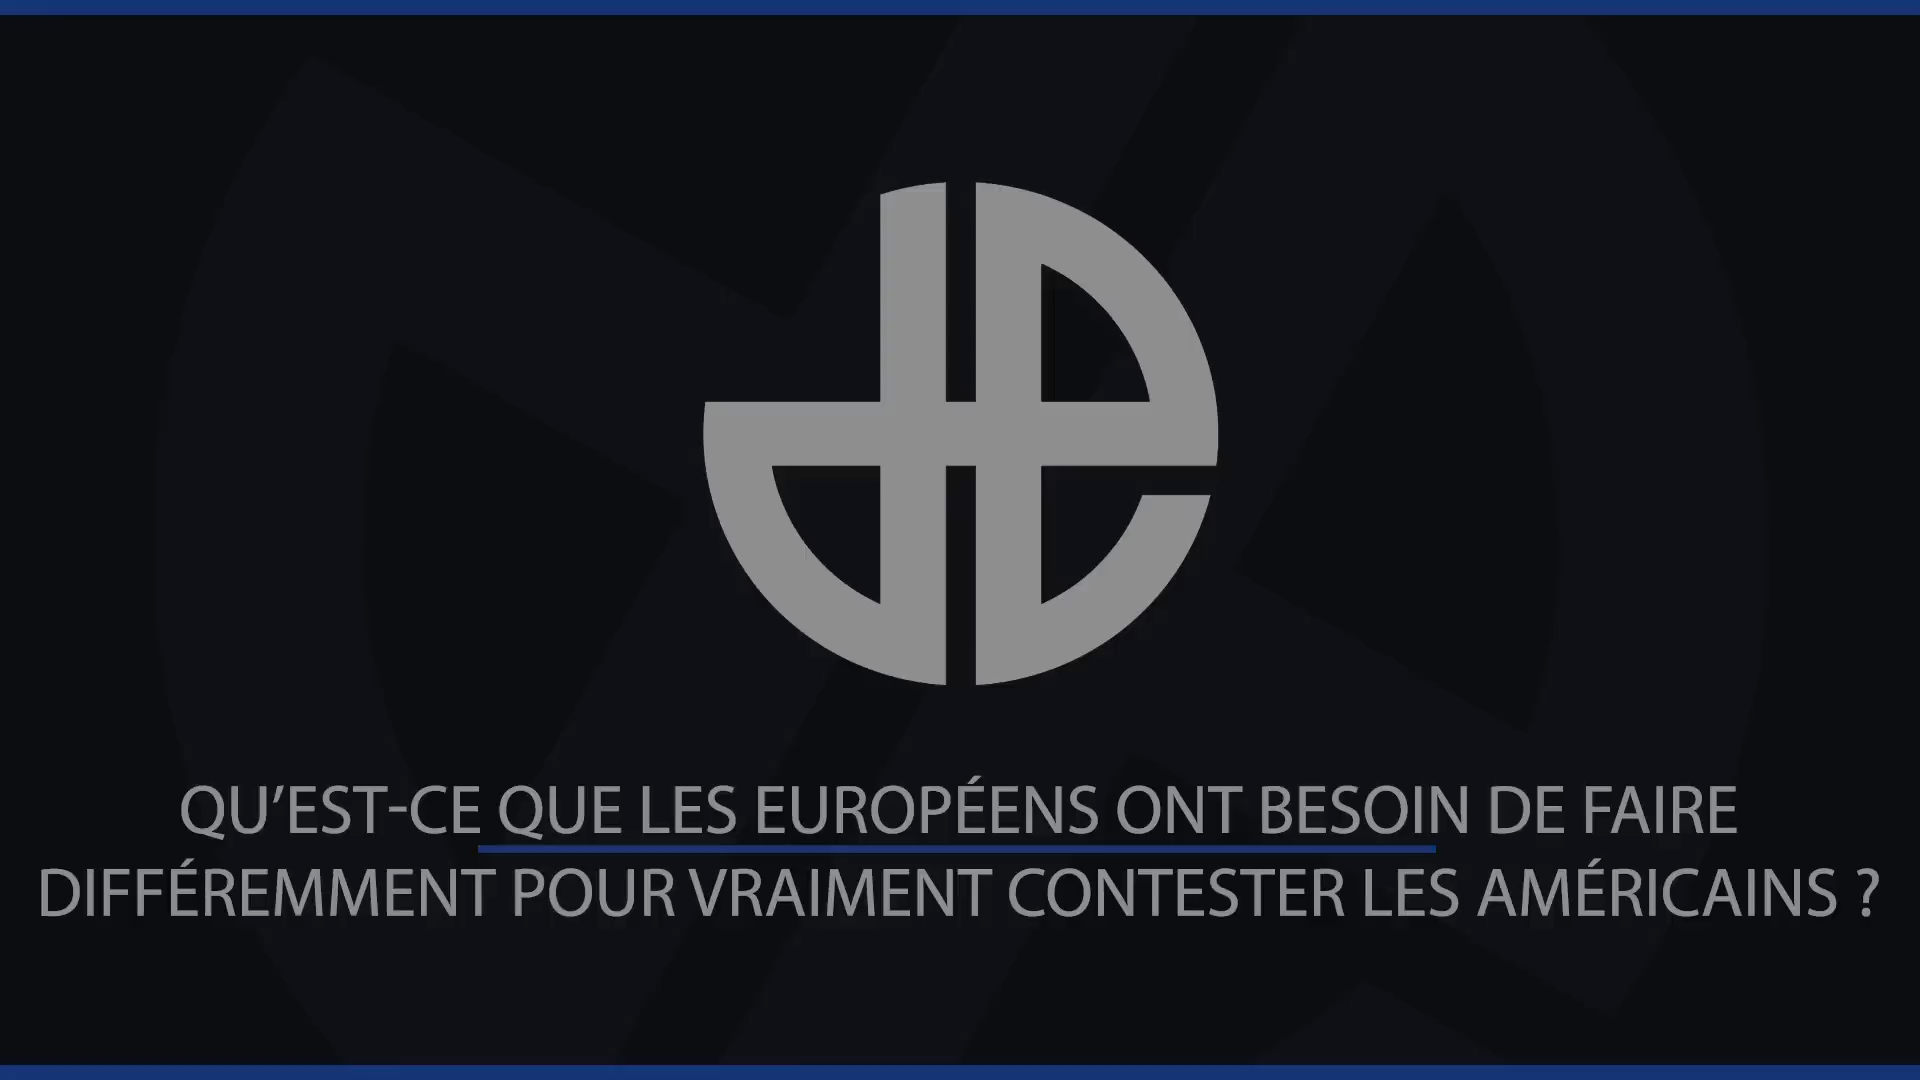 QU’EST-CE QUE LES EUROPÉENS ONT BESOIN DE FAIRE
DIFFÉREMMENT POUR VRAIMENT CONTESTER LES AMÉRICAINS ?